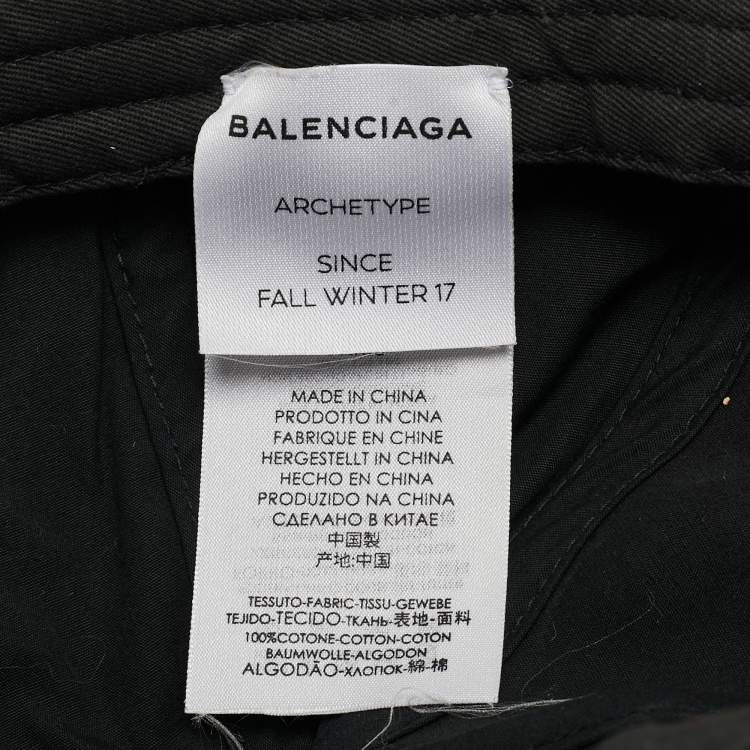 BALENCIAGA
ARCHETYPE
SINCE
FALL WINTER 17
MADE IN CHINA
PRODOTTO IN CINA
FABRIQUE EN CHINE
HERGESTELLT IN CHINA
HECHO EN CHINA
PRODUZIDO NA CHINA
СДЕЛАНО В КИТАЕ
中国製
产地:中国
TESSUTO-FABRIC-TISSU-GEWEBE
TEJIDO-TECIDO-ТКАНЬ-表地-面料
100%COTONE-COTTON-COTON
BAUMWOLLE-ALGODON
ALGODÃO-ХЛОПОК-綿-棉